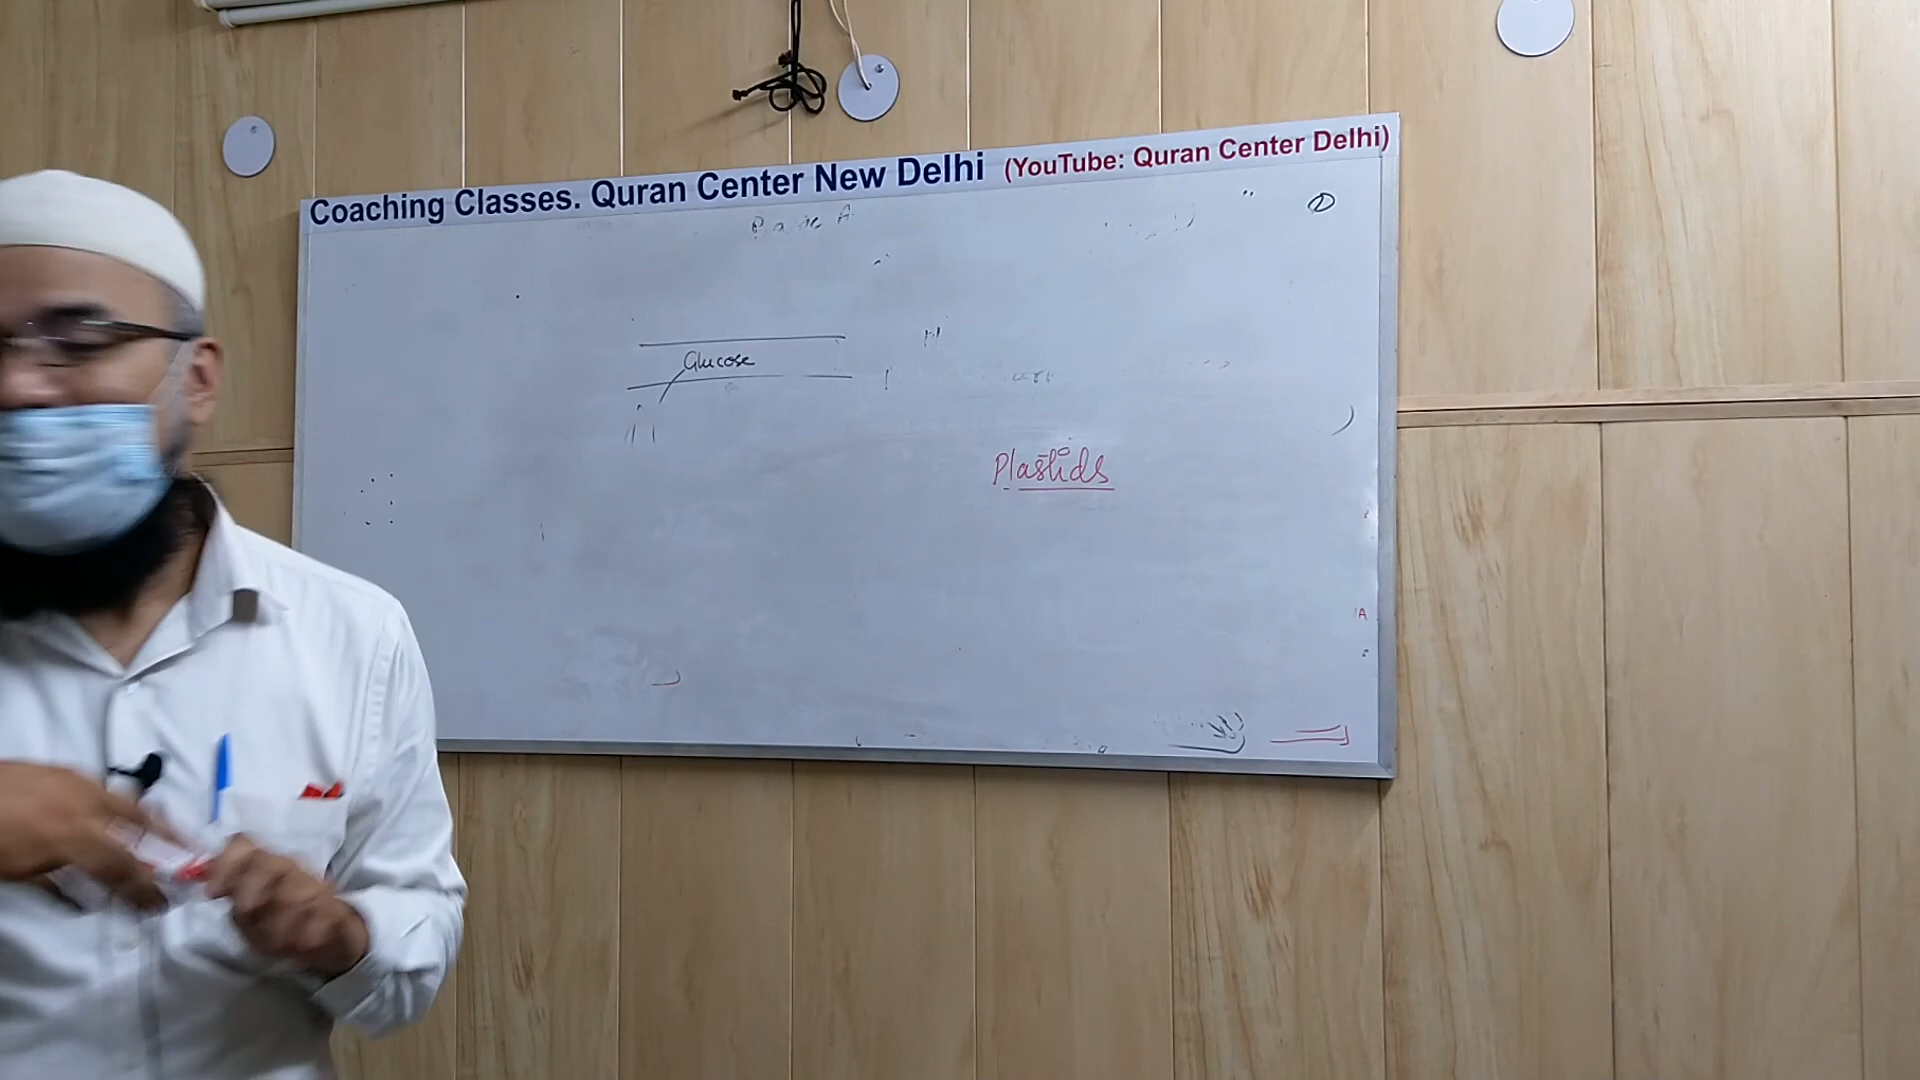 Coaching Classes. Quran Center New Delhi (YouTube: Quran Center Delhi)
Glucose
Plastids
A